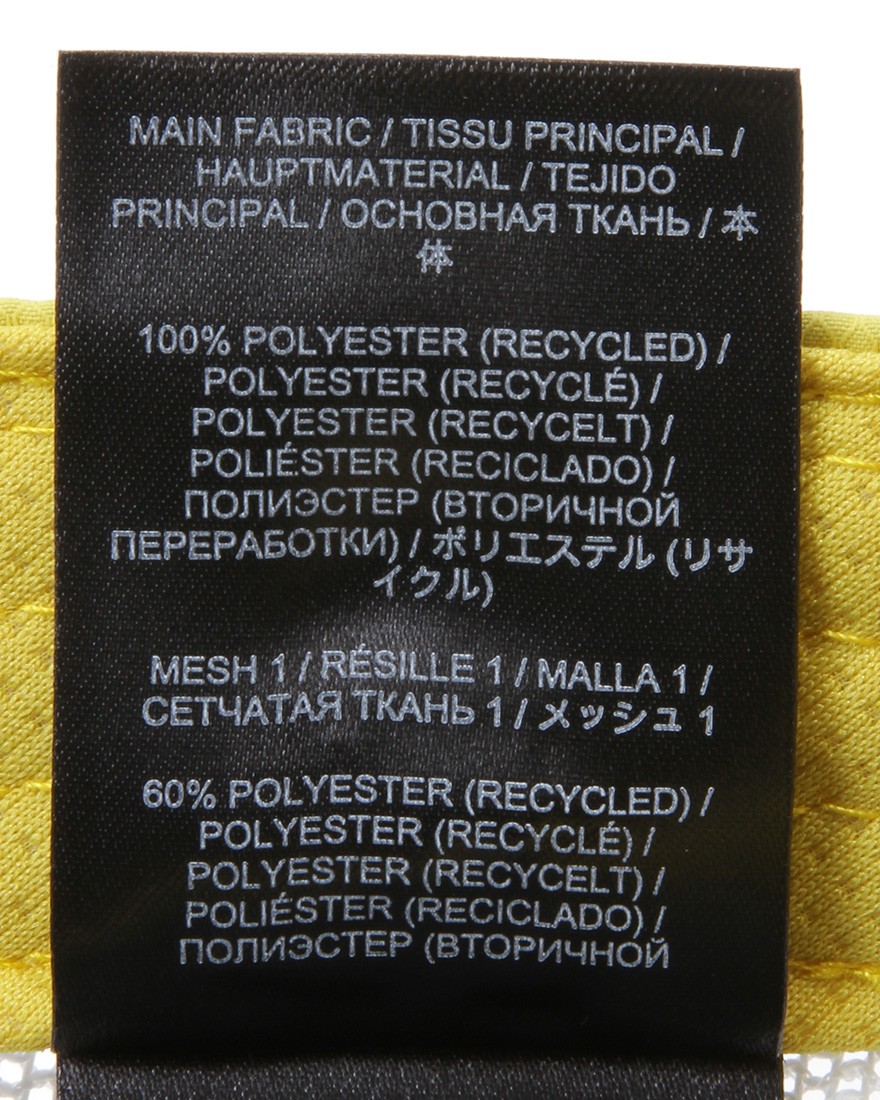 MAIN FABRIC / TISSU PRINCIPAL /
HAUPTMATERIAL / TEJIDO
PRINCIPAL / ОСНОВНАЯ ТКАНЬ / 本
体
100% POLYESTER (RECYCLED) /
POLYESTER (RECYCLÉ) /
POLYESTER (RECYCELT) /
POLIÉSTER (RECICLADO) /
ПОЛИЭСТЕР (ВТОРИЧНОЙ
ПЕРЕРАБОТКИ) / ポリエステル (リサ
イクル)
MESH 1 / RÉSILLE 1 / MALLA 1 /
СЕТЧАТАЯ ТКАНЬ 1 / メッシュ 1
60% POLYESTER (RECYCLED) /
POLYESTER (RECYCLÉ) /
POLYESTER (RECYCELT) /
POLIÉSTER (RECICLADO) /
ПОЛИЭСТЕР (ВТОРИЧНОЙ